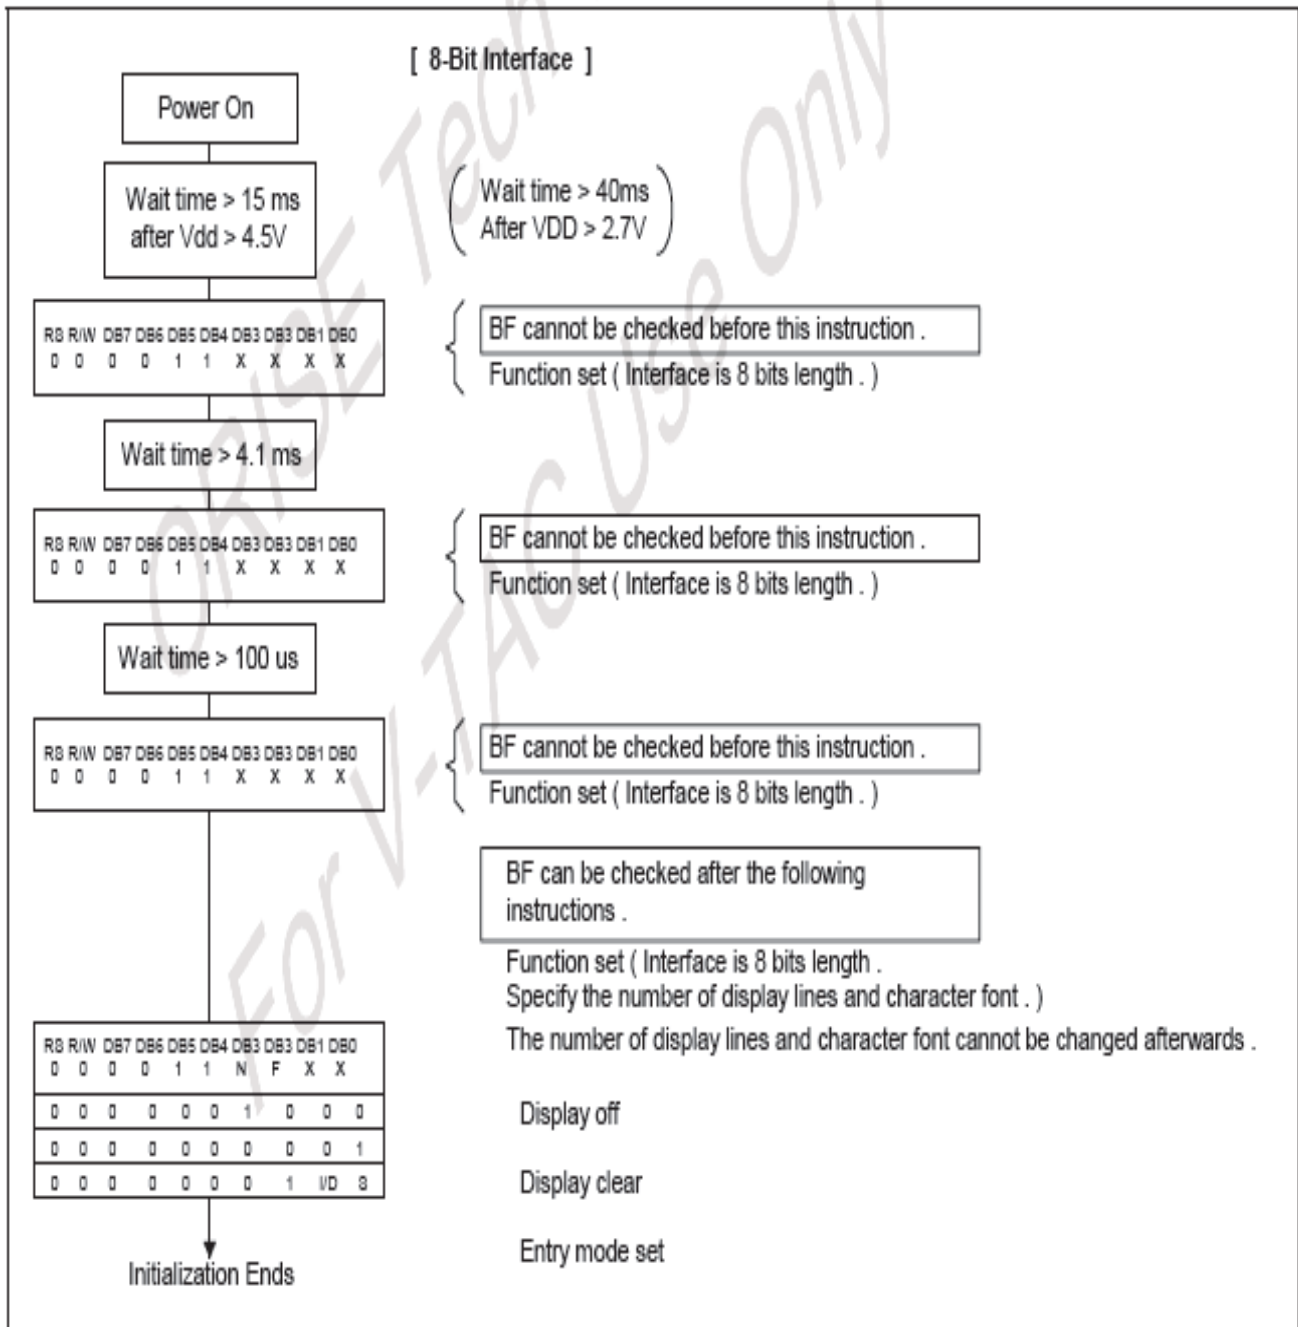 [ 8-Bit Interface ]
Power On
Wait time > 15 ms
after Vdd > 4.5V
Wait time > 40ms
After VDD > 2.7V
R8 R/W DB7 DB6 DB5 DB4 DB3 DB3 DB1 DB0
0 0 0 0 1 1 X X X X
BF cannot be checked before this instruction .
Function set ( Interface is 8 bits length . )
Wait time > 4.1 ms
R8 R/W DB7 DB6 DB5 DB4 DB3 DB3 DB1 DB0
0 0 0 0 1 1 X X X X
BF cannot be checked before this instruction .
Function set ( Interface is 8 bits length . )
Wait time > 100 us
R8 R/W DB7 DB6 DB5 DB4 DB3 DB3 DB1 DB0
0 0 0 0 1 1 X X X X
BF cannot be checked before this instruction .
Function set ( Interface is 8 bits length . )
BF can be checked after the following
instructions .
Function set ( Interface is 8 bits length .
Specify the number of display lines and character font . )
The number of display lines and character font cannot be changed afterwards .
R8 R/W DB7 DB6 DB5 DB4 DB3 DB3 DB1 DB0
0 0 0 0 1 1 N F X X
0 0 0 0 0 0 1 0 0 0
Display off
0 0 0 0 0 0 0 0 0 1
Display clear
0 0 0 0 0 0 0 1 I/D S
Entry mode set
Initialization Ends
ORISE Tech
For V-TAC Use Only